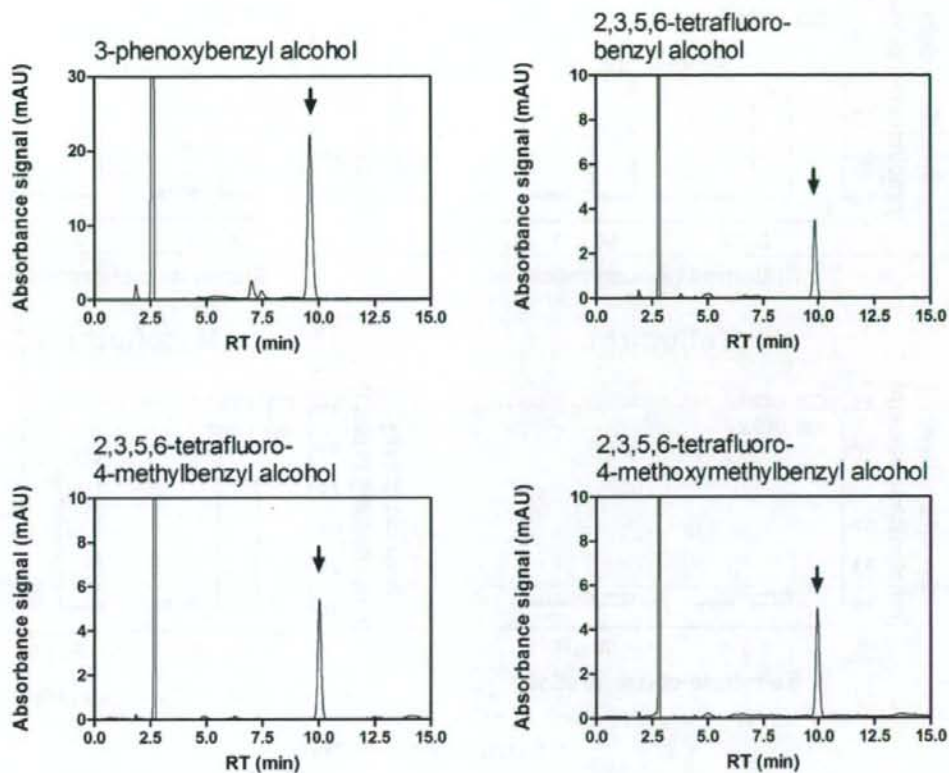 3-phenoxybenzyl alcohol
Absorbance signal (mAU)
30
20
10
0
0.0 2.5 5.0 7.5 10.0 12.5 15.0
RT (min)
2,3,5,6-tetrafluoro-
benzyl alcohol
Absorbance signal (mAU)
10
8
6
4
2
0
0.0 2.5 5.0 7.5 10.0 12.5 15.0
RT (min)
2,3,5,6-tetrafluoro-
4-methylbenzyl alcohol
Absorbance signal (mAU)
10
8
6
4
2
0
0.0 2.5 5.0 7.5 10.0 12.5 15.0
RT (min)
2,3,5,6-tetrafluoro-
4-methoxymethylbenzyl alcohol
Absorbance signal (mAU)
10
8
6
4
2
0
0.0 2.5 5.0 7.5 10.0 12.5 15.0
RT (min)